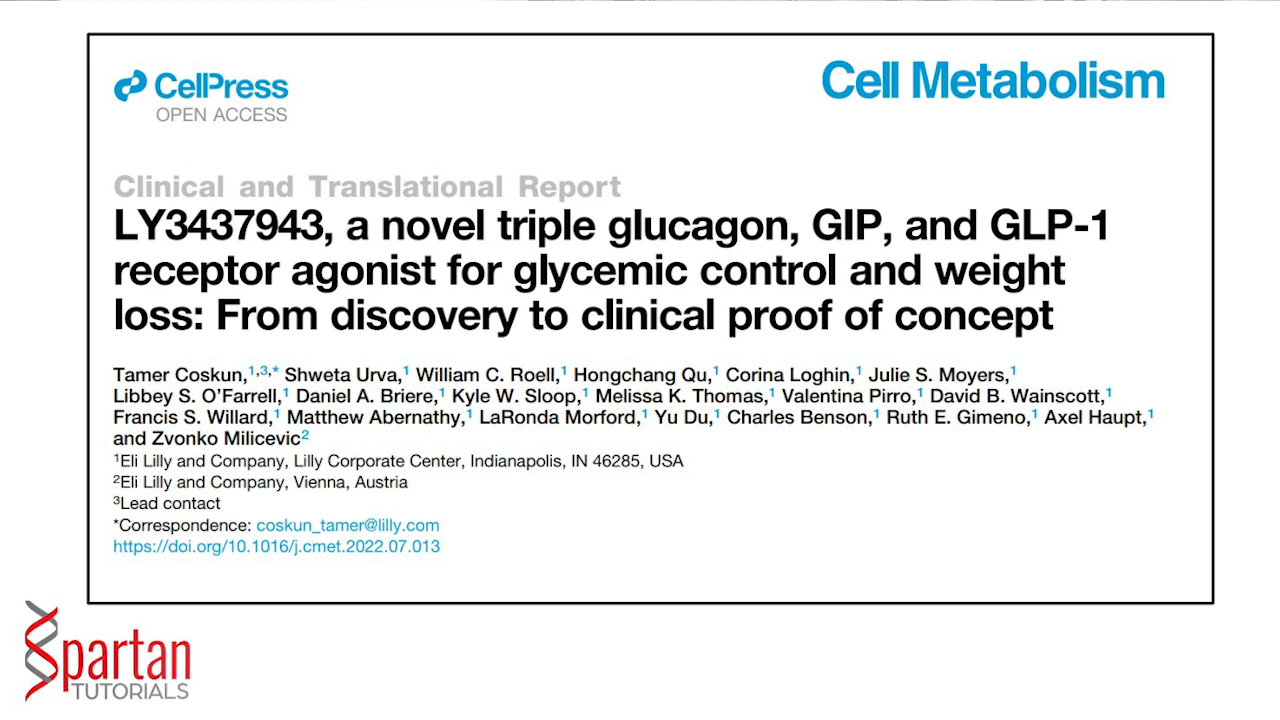 CellPress
OPEN ACCESS
Cell Metabolism
Clinical and Translational Report
LY3437943, a novel triple glucagon, GIP, and GLP-1
receptor agonist for glycemic control and weight
loss: From discovery to clinical proof of concept
Tamer Coskun,1,3,* Shweta Urva,1 William C. Roell,1 Hongchang Qu,1 Corina Loghin,1 Julie S. Moyers,1
Libbey S. O’Farrell,1 Daniel A. Briere,1 Kyle W. Sloop,1 Melissa K. Thomas,1 Valentina Pirro,1 David B. Wainscott,1
Francis S. Willard,1 Matthew Abernathy,1 LaRonda Morford,1 Yu Du,1 Charles Benson,1 Ruth E. Gimeno,1 Axel Haupt,1
and Zvonko Milicevic2
1Eli Lilly and Company, Lilly Corporate Center, Indianapolis, IN 46285, USA
2Eli Lilly and Company, Vienna, Austria
3Lead contact
*Correspondence: coskun_tamer@lilly.com
https://doi.org/10.1016/j.cmet.2022.07.013
Spartan
TUTORIALS